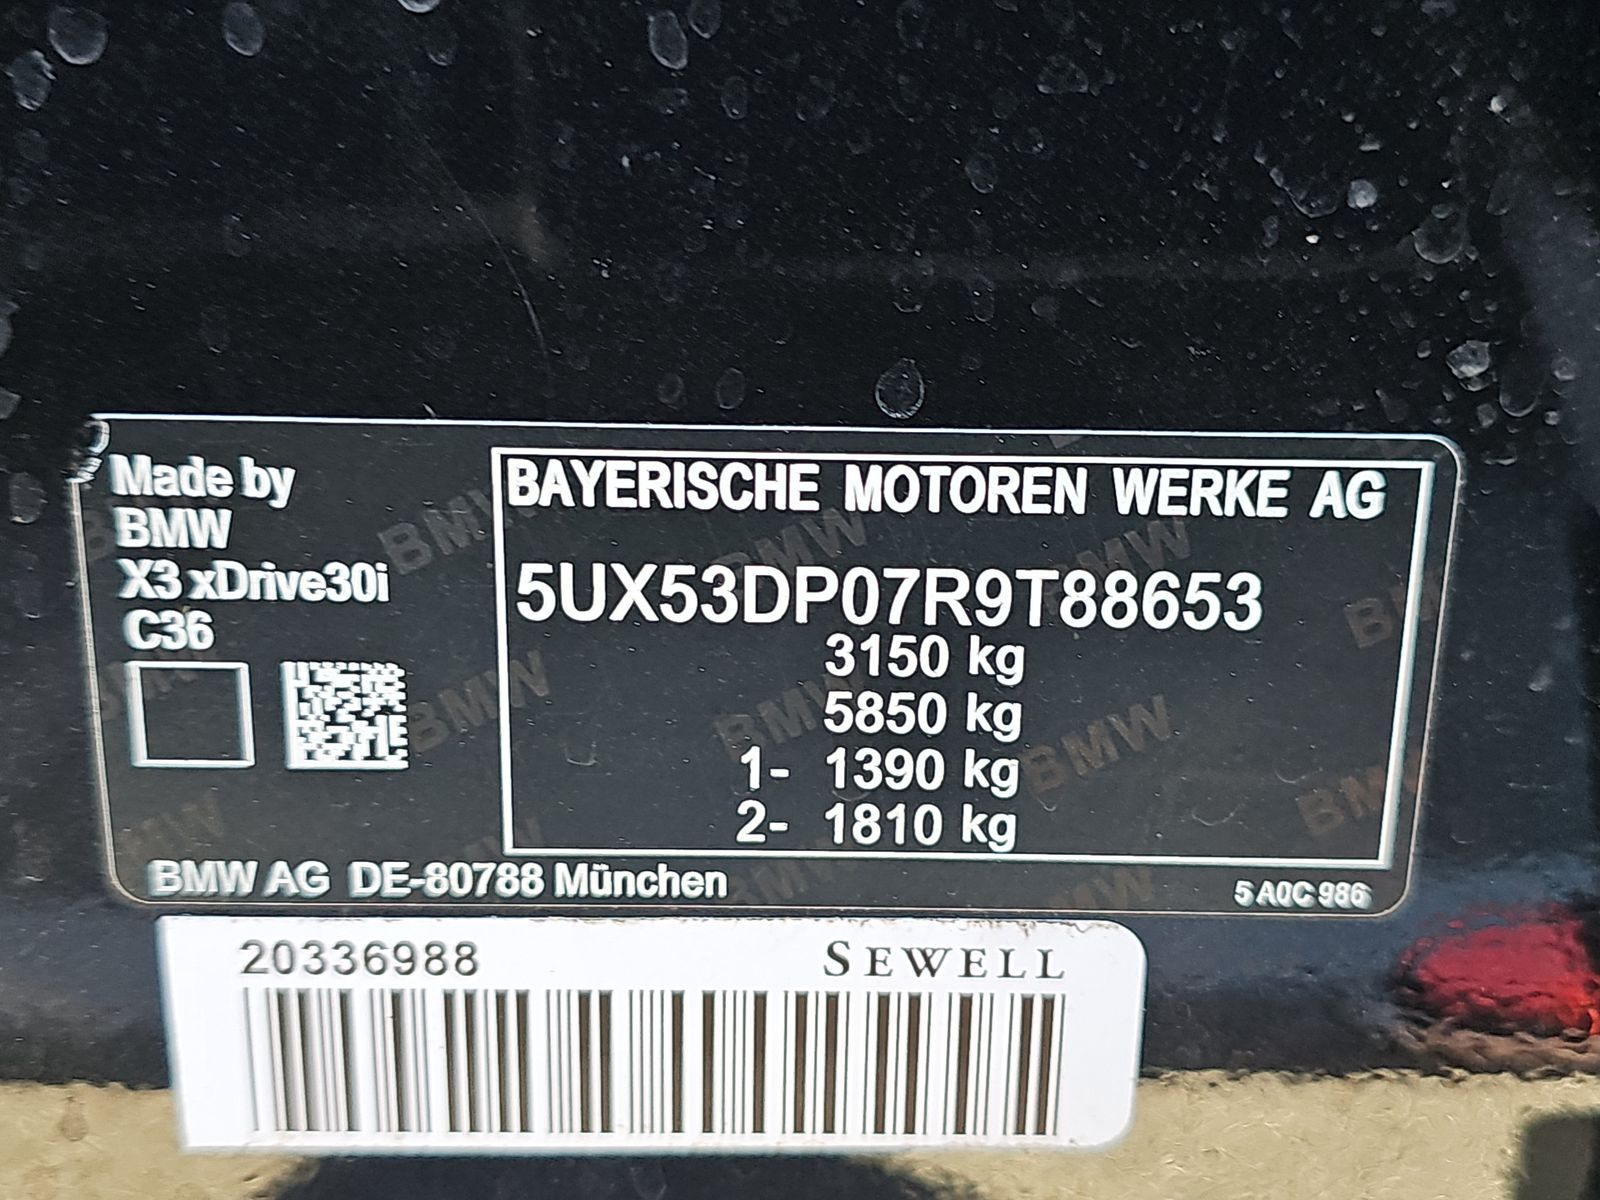 Made by
BMW
X3 xDrive30i
C36
BAYERISCHE MOTOREN WERKE AG
5UX53DP07R9T88653
3150 kg
5850 kg
1- 1390 kg
2- 1810 kg
BMW AG DE-80788 München
5 A0C 986
20336988
SEWELL